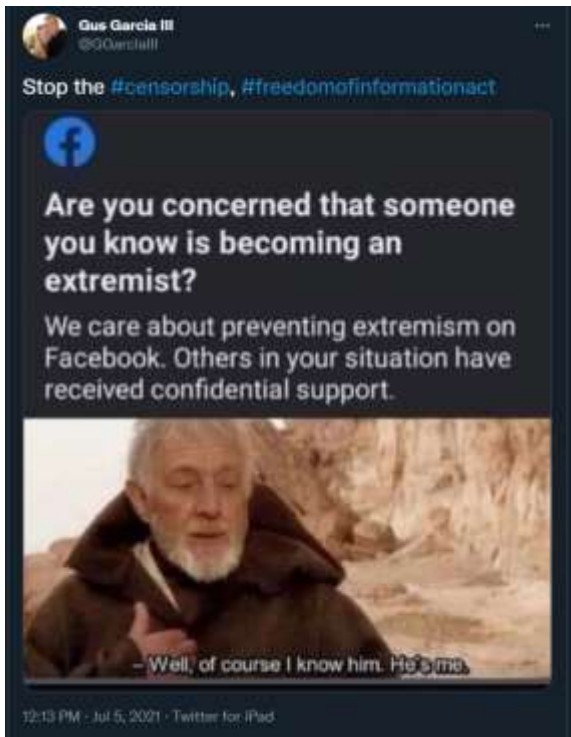 Gus Garcia III
@GGarciaIII
Stop the #censorship, #freedomofinformationact
Are you concerned that someone
you know is becoming an
extremist?
We care about preventing extremism on
Facebook. Others in your situation have
received confidential support.
– Well, of course I know him. He's me.
12:13 PM · Jul 5, 2021 · Twitter for iPad